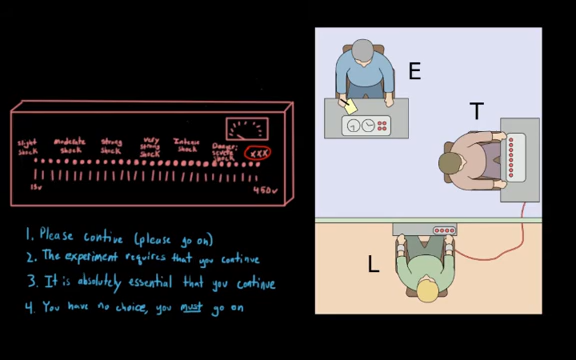 Slight moderate strong very Intense Danger:
shock shock shock strong shock severe
shock shock
XXX
15v 450v
1. Please contive (please go on)
2. The experiment requires that you continue
3. It is absolutely essential that you continue
4. You have no choice, you must go on
E
T
L